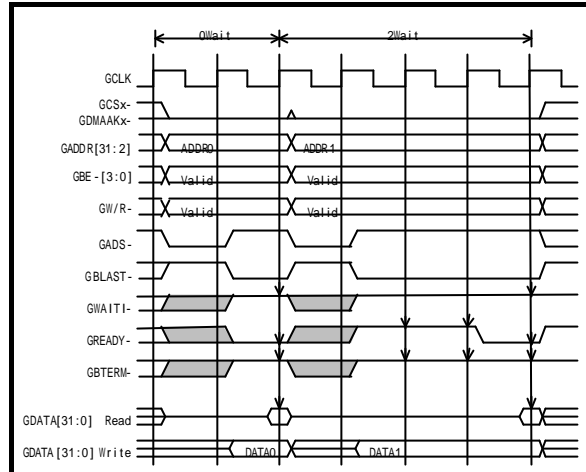 0Wait 2Wait
GCLK
GCSx-
GDMAAKx-
GADDR[31:2] ADDR0 ADDR1
GBE-[3:0] Valid Valid
GW/R- Valid Valid
GADS-
GBLAST-
GWAITI-
GREADY-
GBTERM-
GDATA[31:0] Read
GDATA[31:0] Write DATA0 DATA1